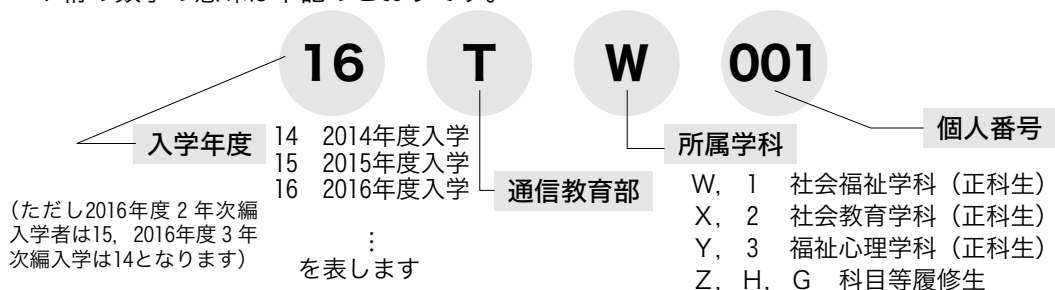 16 T W 001
入学年度
14 2014年度入学
15 2015年度入学
16 2016年度入学
⋮
を表します
(ただし2016年度2年次編
入学者は15, 2016年度3年
次編入学は14となります)
通信教育部
所属学科
W, 1 社会福祉学科(正科生)
X, 2 社会教育学科(正科生)
Y, 3 福祉心理学科(正科生)
Z, H, G 科目等履修生
個人番号